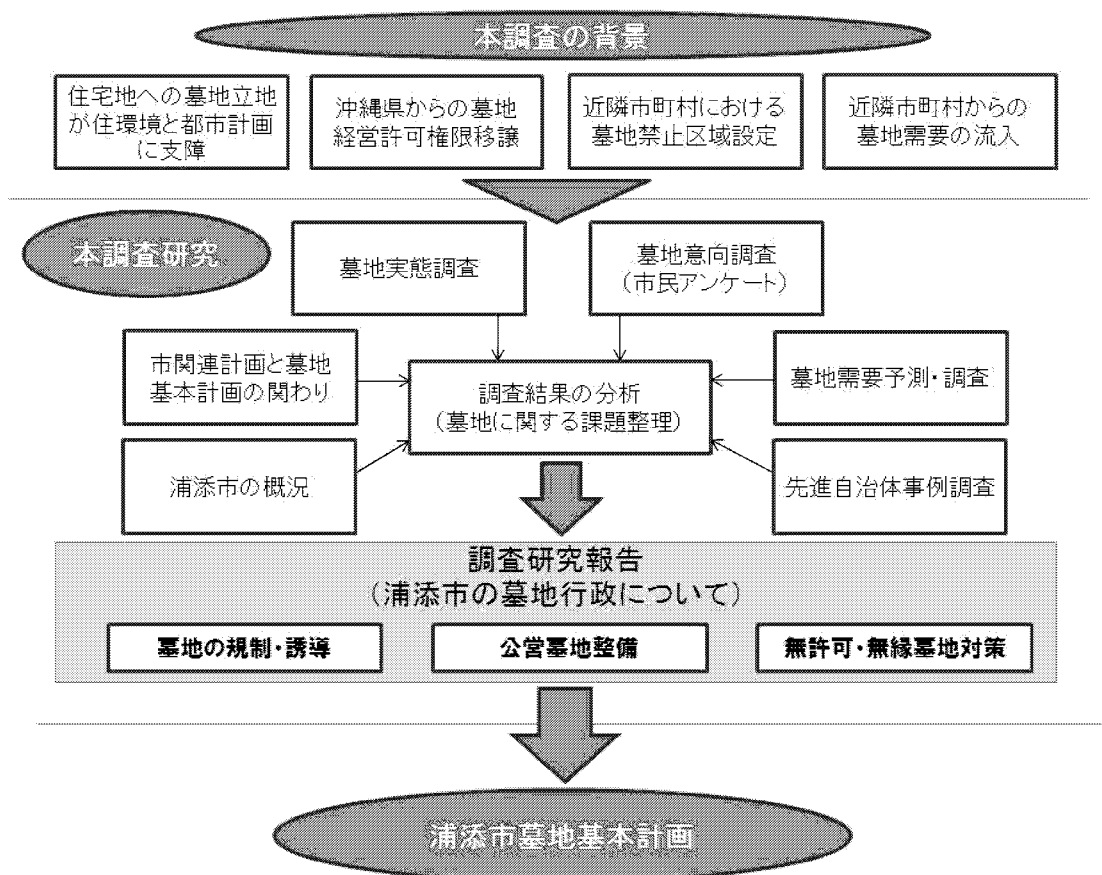 本調査の背景
住宅地への墓地立地
が住環境と都市計画
に支障
沖縄県からの墓地
経営許可権限移譲
近隣市町村における
墓地禁止区域設定
近隣市町村からの
墓地需要の流入
本調査研究
墓地実態調査
墓地意向調査
(市民アンケート)
市関連計画と墓地
基本計画の関わり
調査結果の分析
(墓地に関する課題整理)
墓地需要予測・調査
浦添市の概況
先進自治体事例調査
調査研究報告
(浦添市の墓地行政について)
墓地の規制・誘導
公営墓地整備
無許可・無縁墓地対策
浦添市墓地基本計画